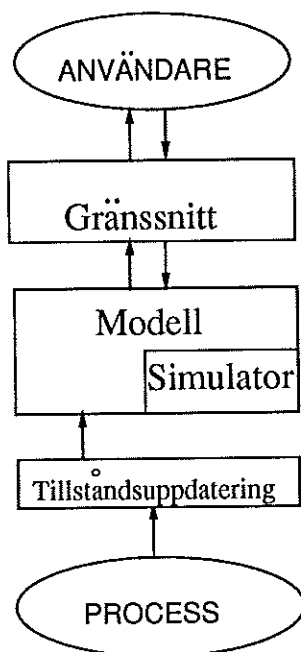 ANVÄNDARE
Gränssnitt
Modell
Simulator
Tillståndsuppdatering
PROCESS